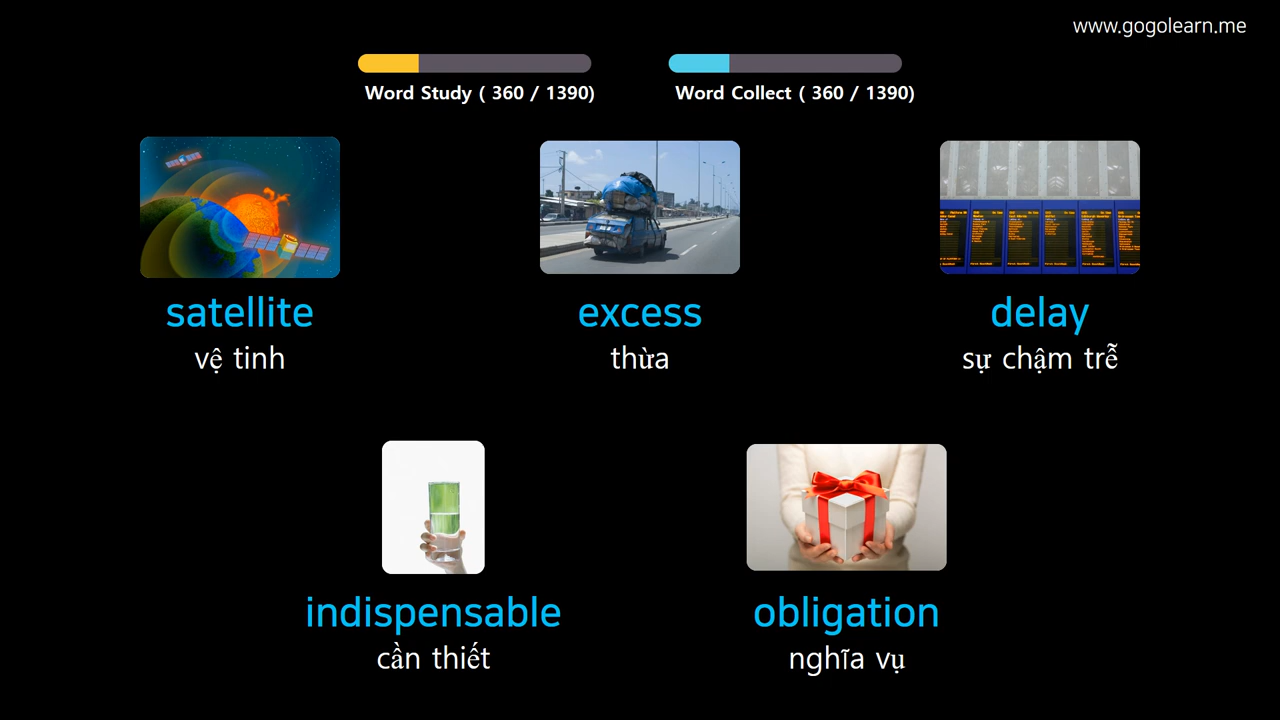 www.gogolearn.me
Word Study ( 360 / 1390)
Word Collect ( 360 / 1390)
satellite
vệ tinh
excess
thừa
delay
sự chậm trễ
indispensable
cần thiết
obligation
nghĩa vụ